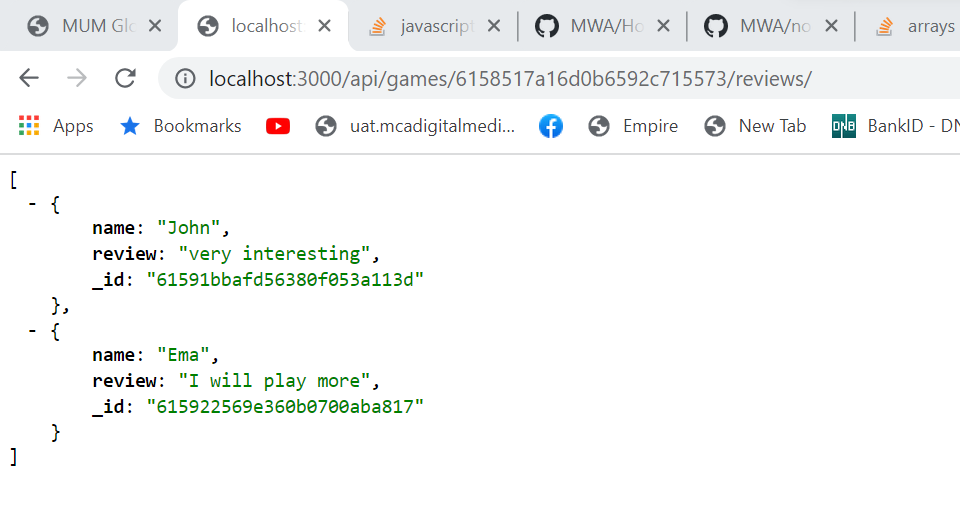 MUM Glo
localhost:
javascript
MWA/Ho
MWA/no
arrays
localhost:3000/api/games/6158517a16d0b6592c715573/reviews/
Apps
Bookmarks
uat.mcadigitalmedi...
Empire
New Tab
DNB
BankID - DN
[
- {
name: "John",
review: "very interesting",
_id: "61591bbafd56380f053a113d"
},
- {
name: "Ema",
review: "I will play more",
_id: "615922569e360b0700aba817"
}
]